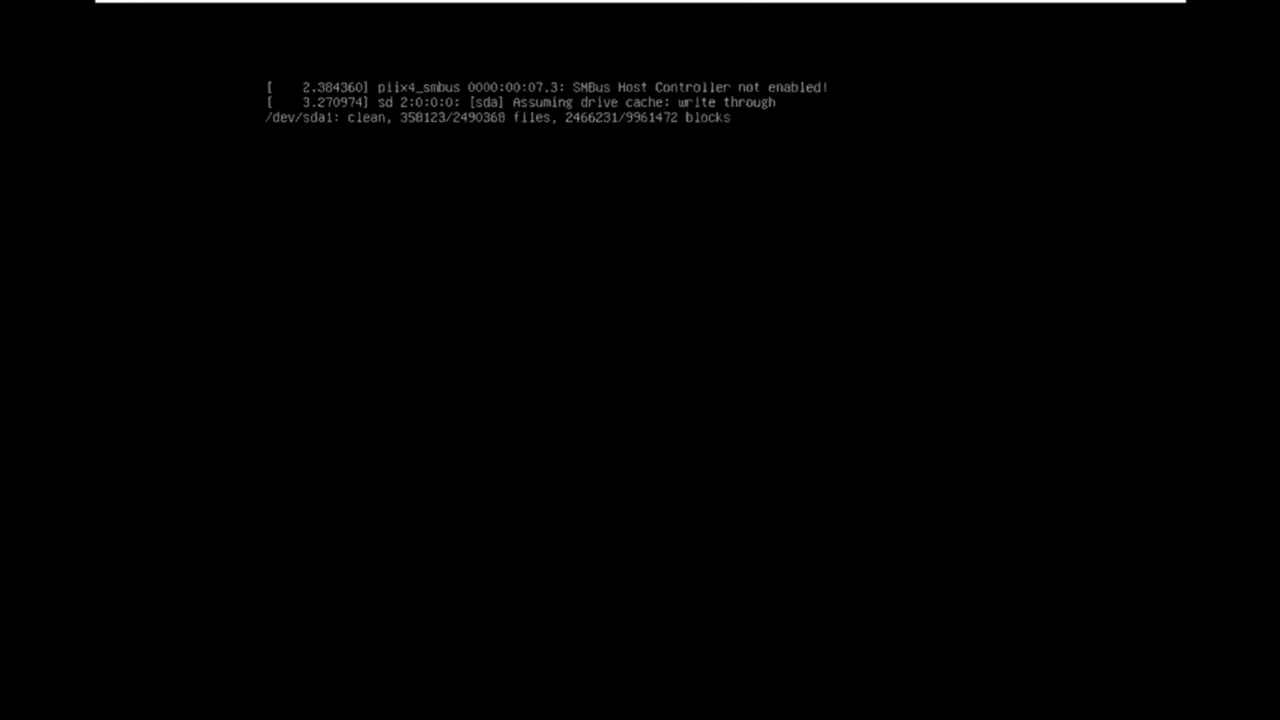 [    2.384360] piix4_smbus 0000:00:07.3: SMBus Host Controller not enabled!
[    3.270974] sd 2:0:0:0: [sda] Assuming drive cache: write through
/dev/sda1: clean, 358123/2490368 files, 2466231/9961472 blocks